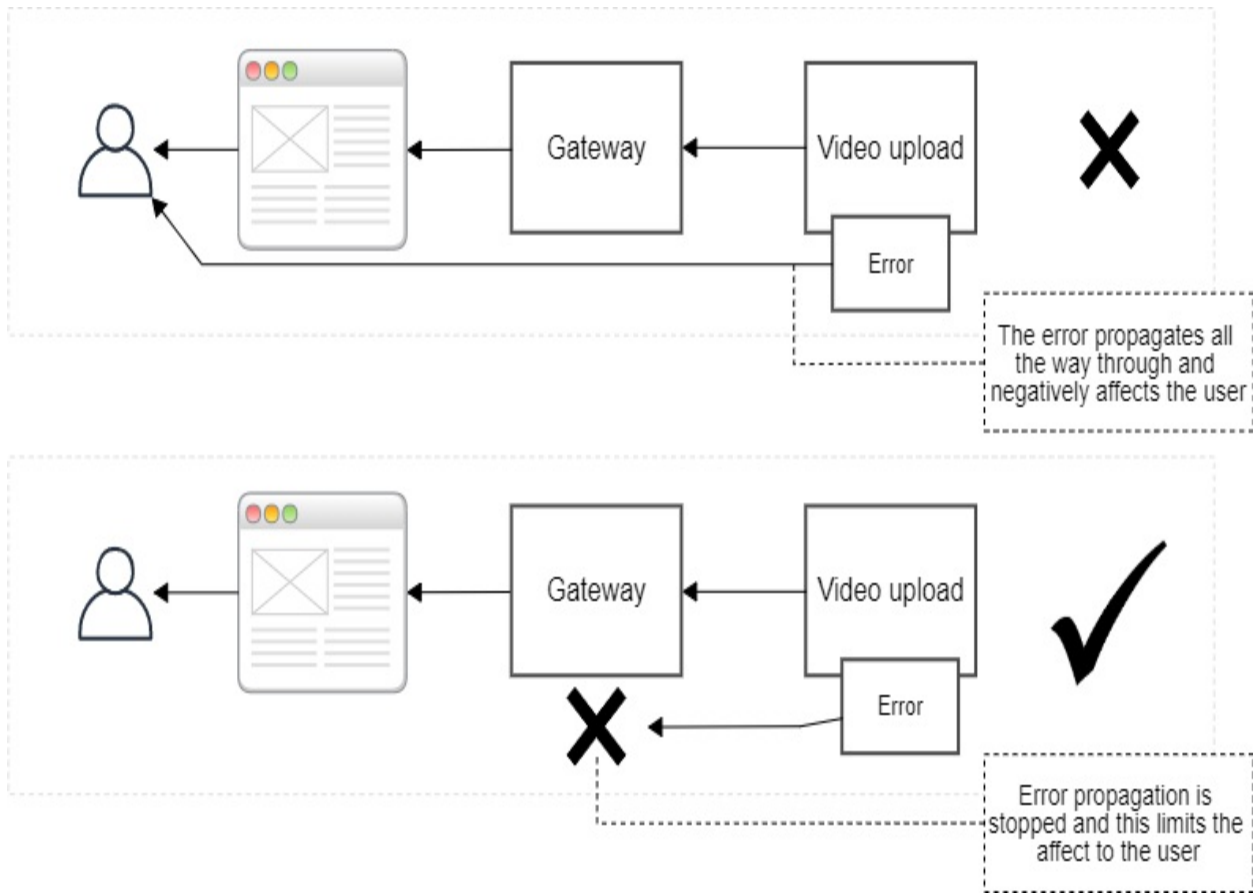 Gateway
Video upload
Error
The error propagates all
the way through and
negatively affects the user
Gateway
Video upload
Error
Error propagation is
stopped and this limits the
affect to the user